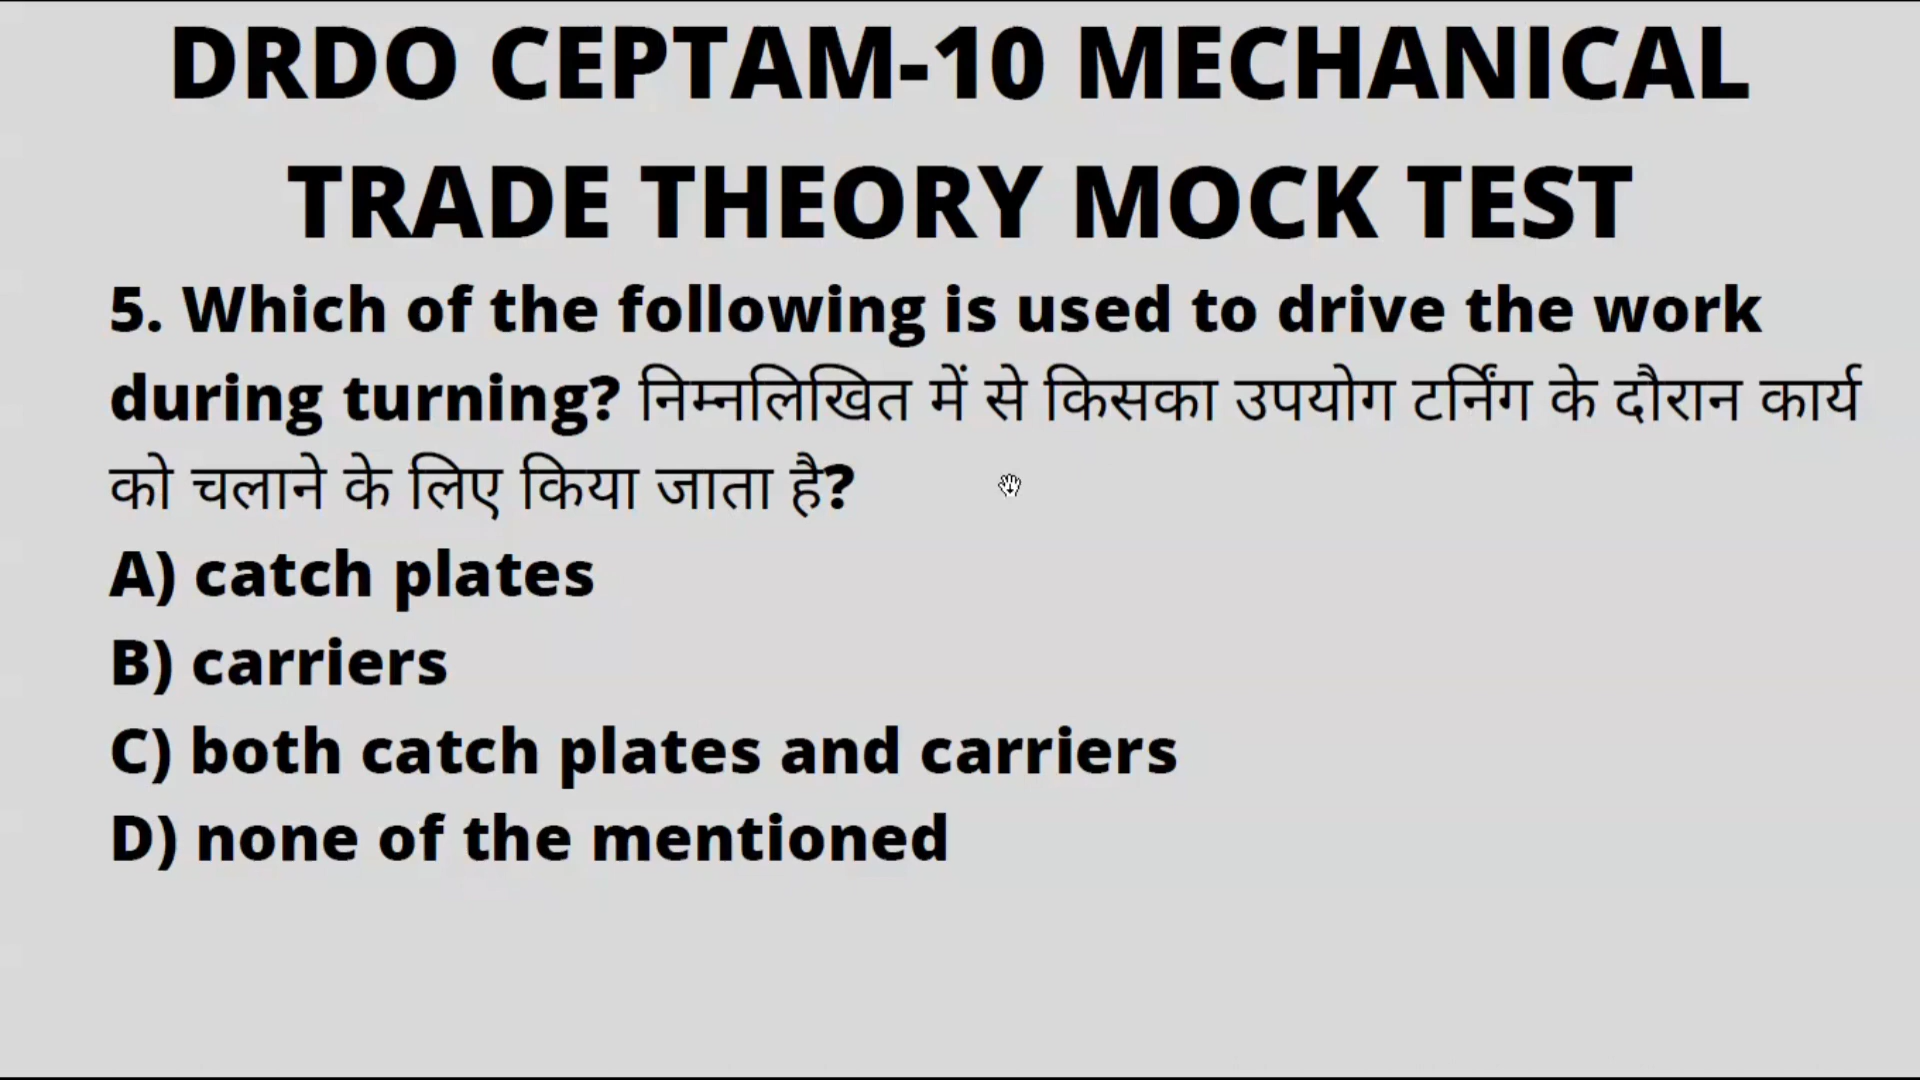 DRDO CEPTAM-10 MECHANICAL
TRADE THEORY MOCK TEST
5. Which of the following is used to drive the work
during turning? निम्नलिखित में से किसका उपयोग टर्निंग के दौरान कार्य
को चलाने के लिए किया जाता है?
A) catch plates
B) carriers
C) both catch plates and carriers
D) none of the mentioned